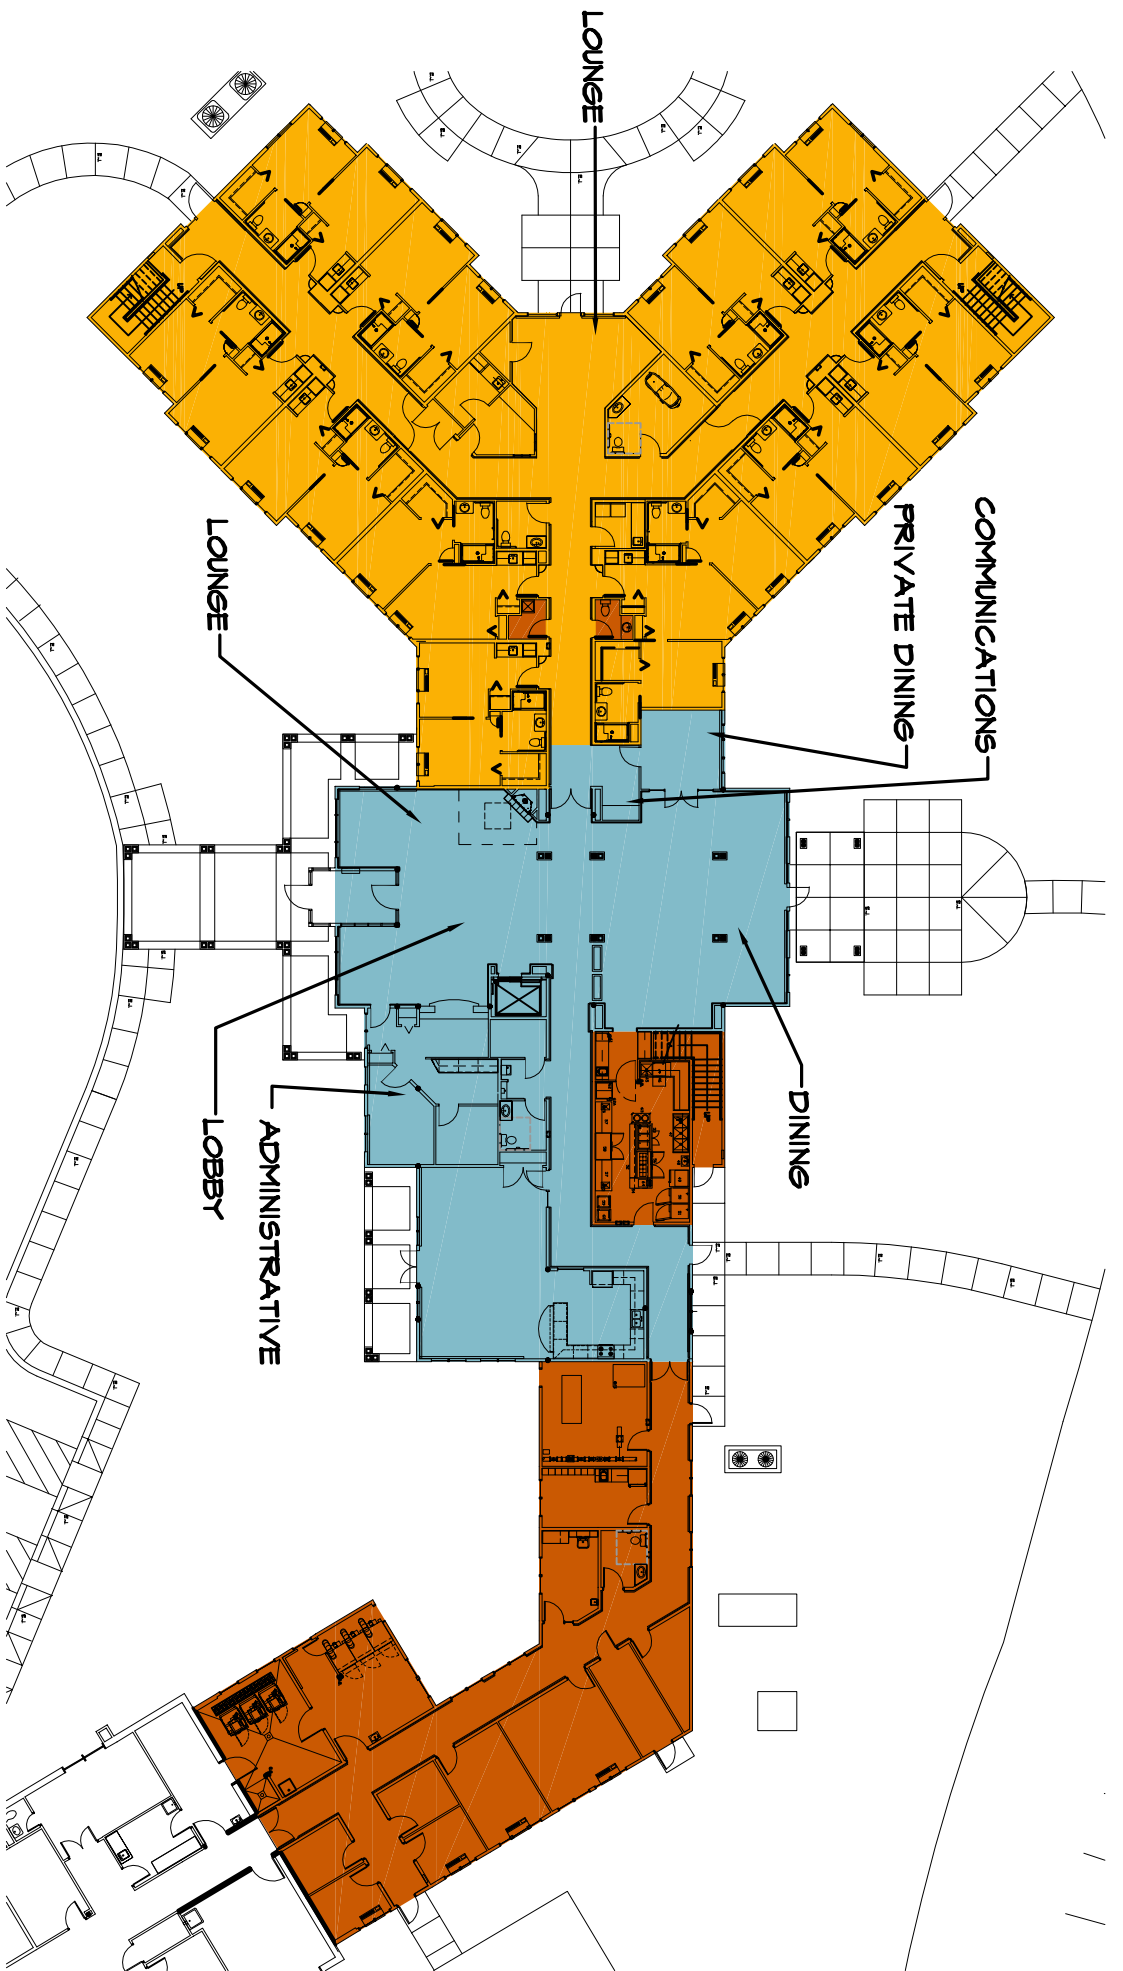 LOUNGE
COMMUNICATIONS
PRIVATE DINING
LOUNGE
DINING
LOBBY
ADMINISTRATIVE